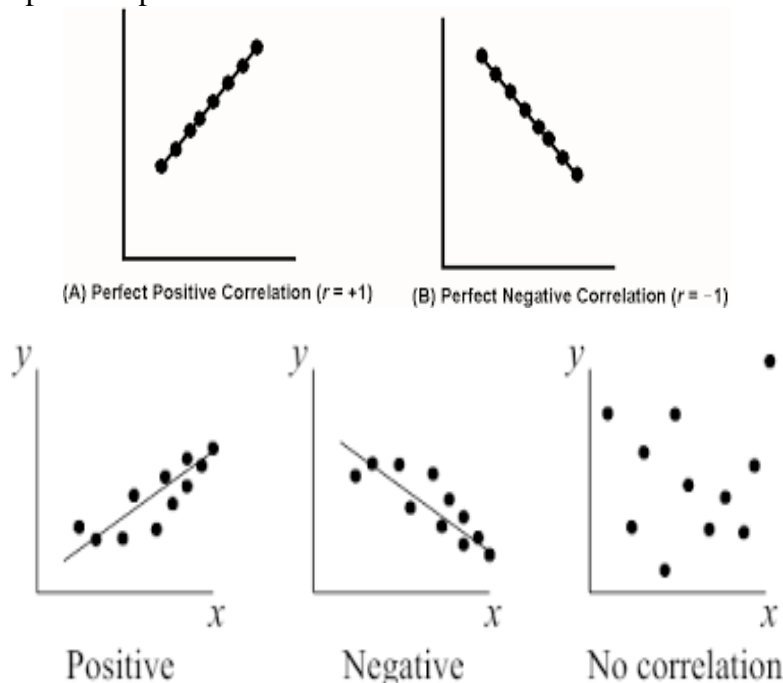 (A) Perfect Positive Correlation (r = +1)
(B) Perfect Negative Correlation (r = −1)
y
y
y
x
x
x
Positive
Negative
No correlation